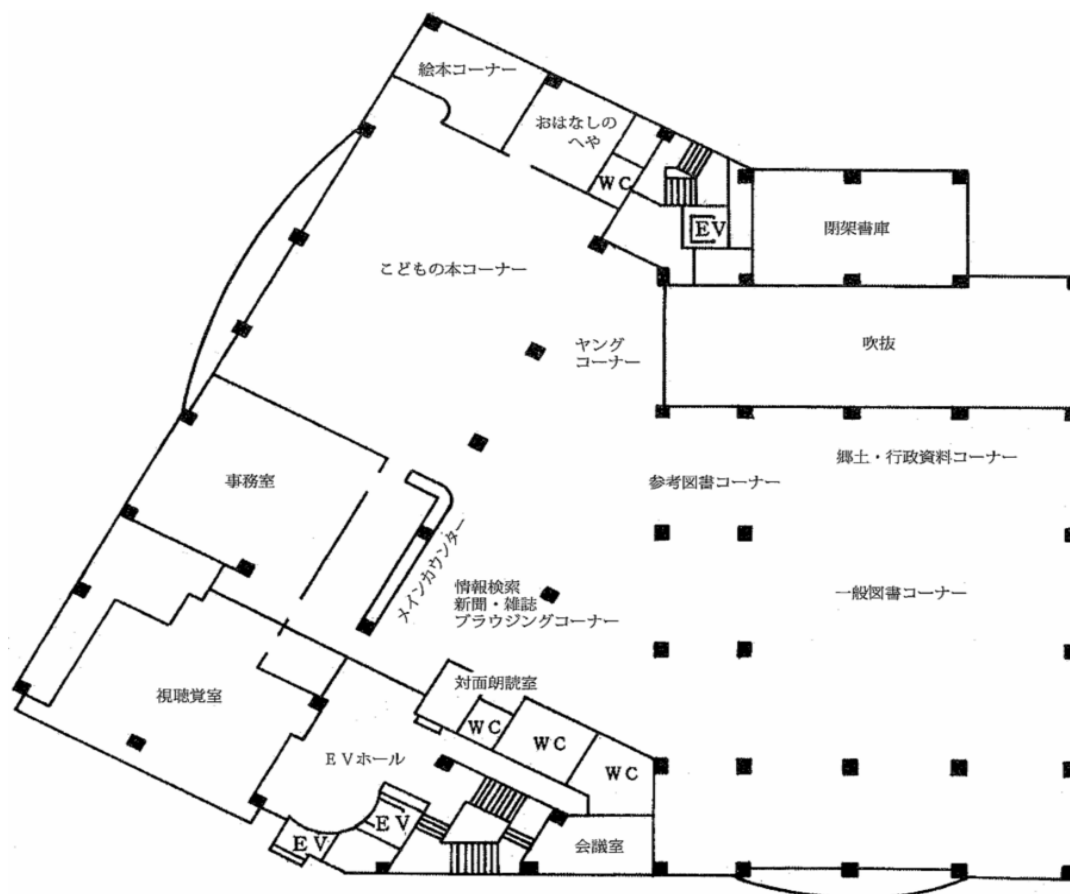 絵本コーナー
おはなしの
へや
WC
EV
閉架書庫
こどもの本コーナー
ヤング
コーナー
吹抜
郷土・行政資料コーナー
参考図書コーナー
事務室
メインカウンター
情報検索
新聞・雑誌
ブラウジングコーナー
一般図書コーナー
対面朗読室
視聴覚室
WC
WC
WC
EVホール
EV
EV
会議室